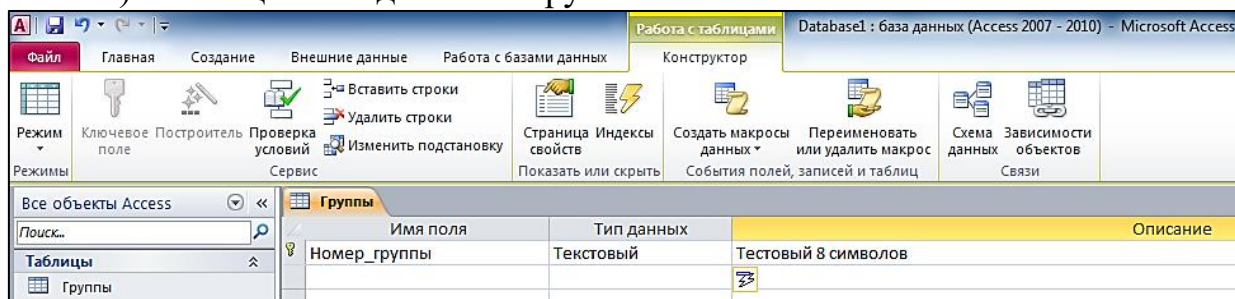 Работа с таблицами
Database1 : база данных (Access 2007 - 2010) - Microsoft Access
Файл Главная Создание Внешние данные Работа с базами данных Конструктор
Режим
Ключевое поле
Построитель
Проверка условий
Вставить строки
Удалить строки
Изменить подстановку
Страница свойств
Индексы
Создать макросы данных
Переименовать или удалить макрос
Схема данных
Зависимости объектов
Режимы Сервис Показать или скрыть События полей, записей и таблиц Связи
Все объекты Access
Поиск...
Таблицы
Группы
Группы
Имя поля Тип данных Описание
Номер_группы Текстовый Тестовый 8 символов